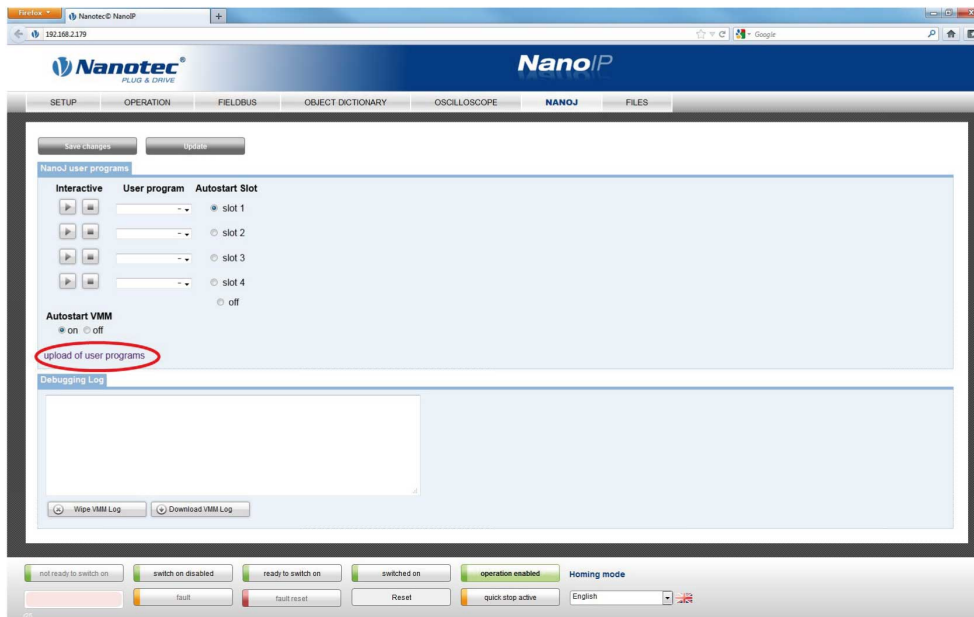 Firefox
Nanotec© NanoIP
192.168.2.179
Google
Nanotec®
PLUG & DRIVE
NanoIP
SETUP OPERATION FIELDBUS OBJECT DICTIONARY OSCILLOSCOPE NANOJ FILES
Save changes Update
NanoJ user programs
Interactive User program Autostart Slot
- slot 1
- slot 2
- slot 3
- slot 4
off
Autostart VMM
on off
upload of user programs
Debugging Log
Wipe VMM Log Download VMM Log
not ready to switch on switch on disabled ready to switch on switched on operation enabled Homing mode
fault fault reset Reset quick stop active English